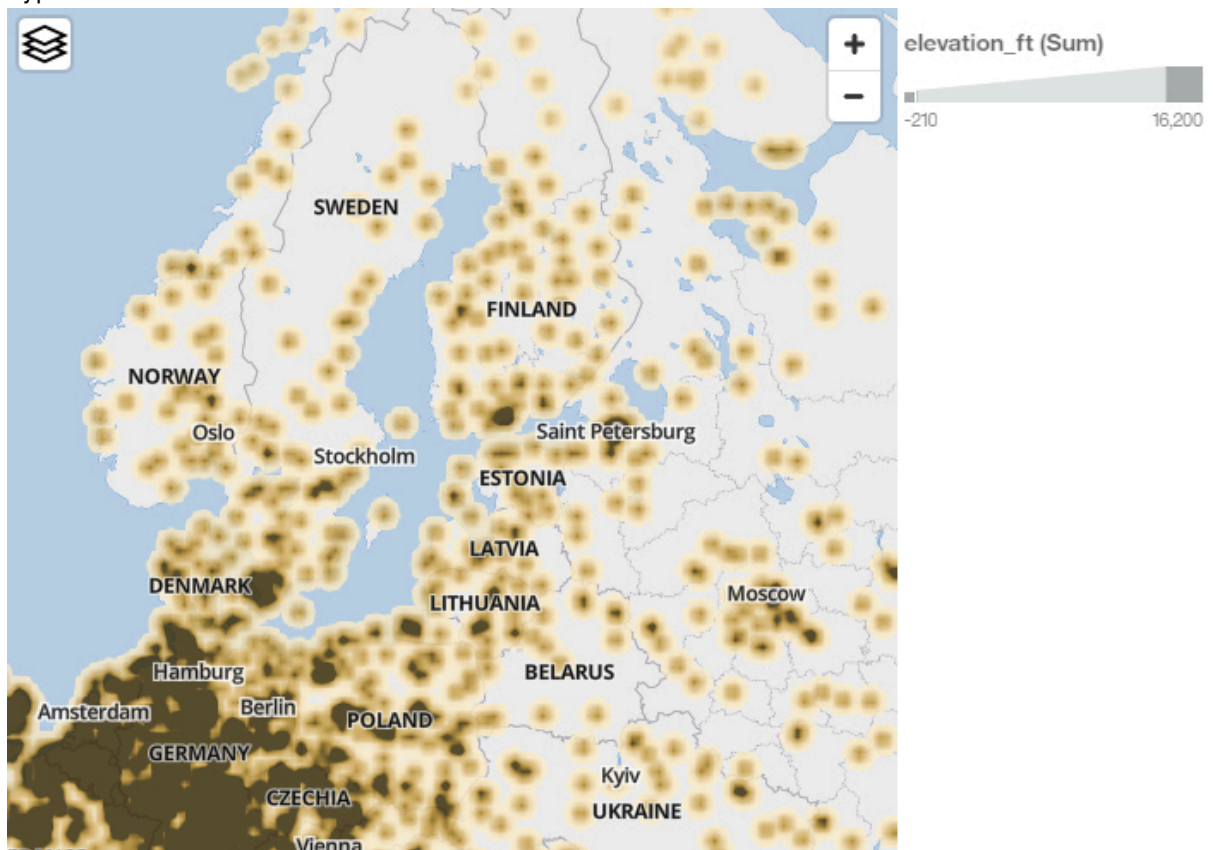 elevation_ft (Sum)
-210
16,200
SWEDEN
FINLAND
NORWAY
Oslo
Saint Petersburg
Stockholm
ESTONIA
LATVIA
DENMARK
Moscow
LITHUANIA
Hamburg
BELARUS
Berlin
Amsterdam
POLAND
GERMANY
Kyiv
CZECHIA
UKRAINE
Vienna